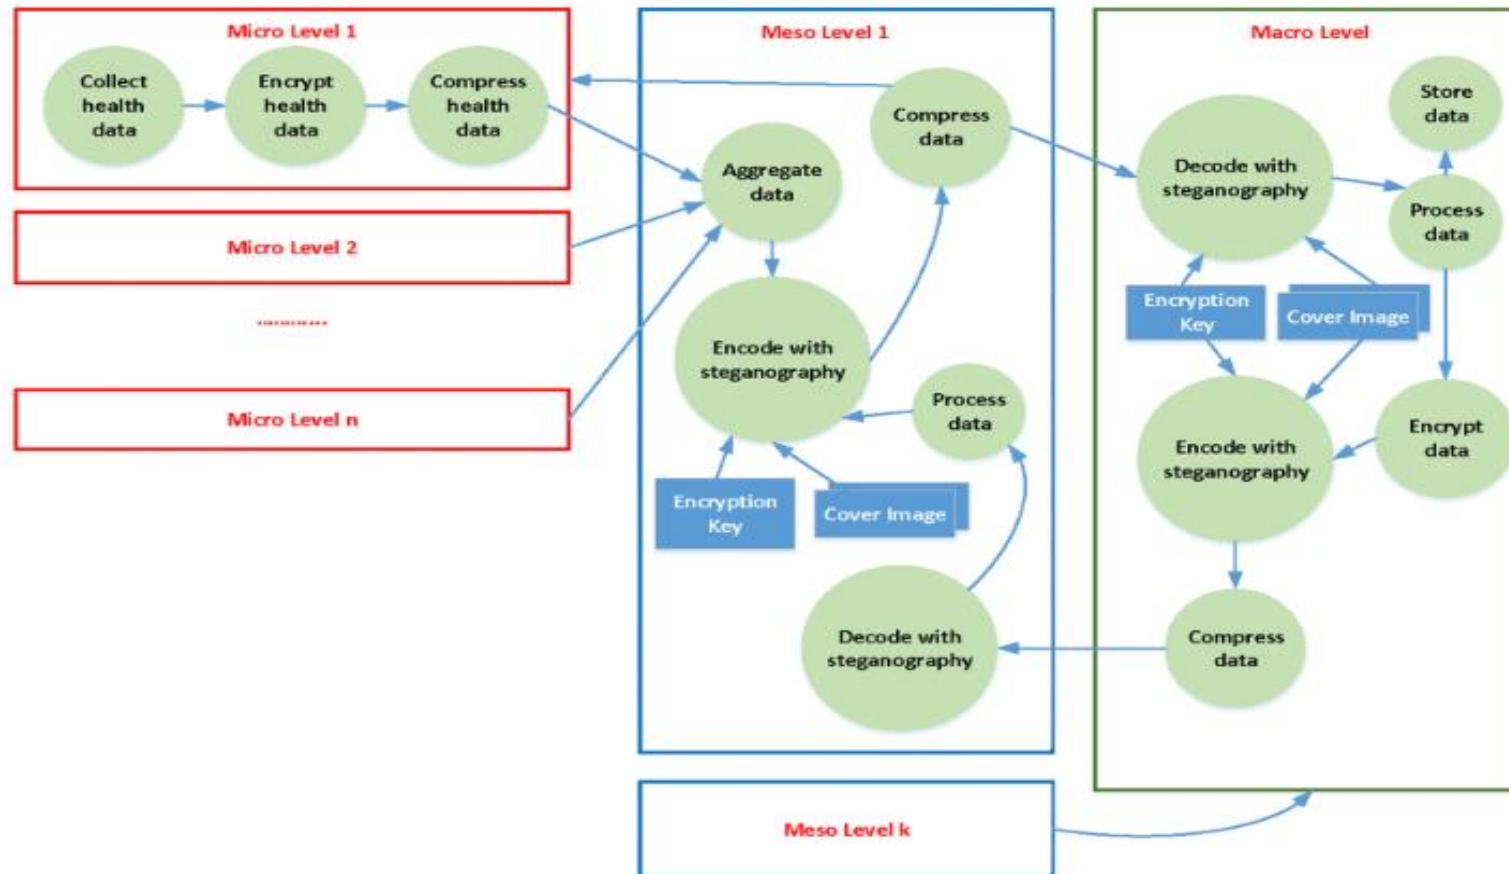 Micro Level 1
Collect
health
data
Encrypt
health
data
Compress
health
data
Micro Level 2
............
Micro Level n
Meso Level 1
Compress
data
Aggregate
data
Encode with
steganography
Process
data
Encryption
Key
Cover Image
Decode with
steganography
Meso Level k
Macro Level
Store
data
Decode with
steganography
Process
data
Encryption
Key
Cover Image
Encode with
steganography
Encrypt
data
Compress
data